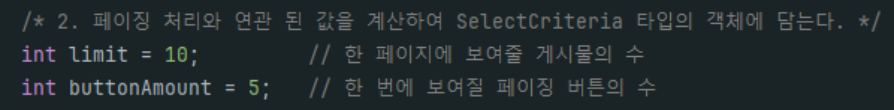 /* 2. 페이징 처리와 연관 된 값을 계산하여 SelectCriteria 타입의 객체에 담는다. */
int limit = 10;          // 한 페이지에 보여줄 게시물의 수
int buttonAmount = 5;   // 한 번에 보여질 페이징 버튼의 수